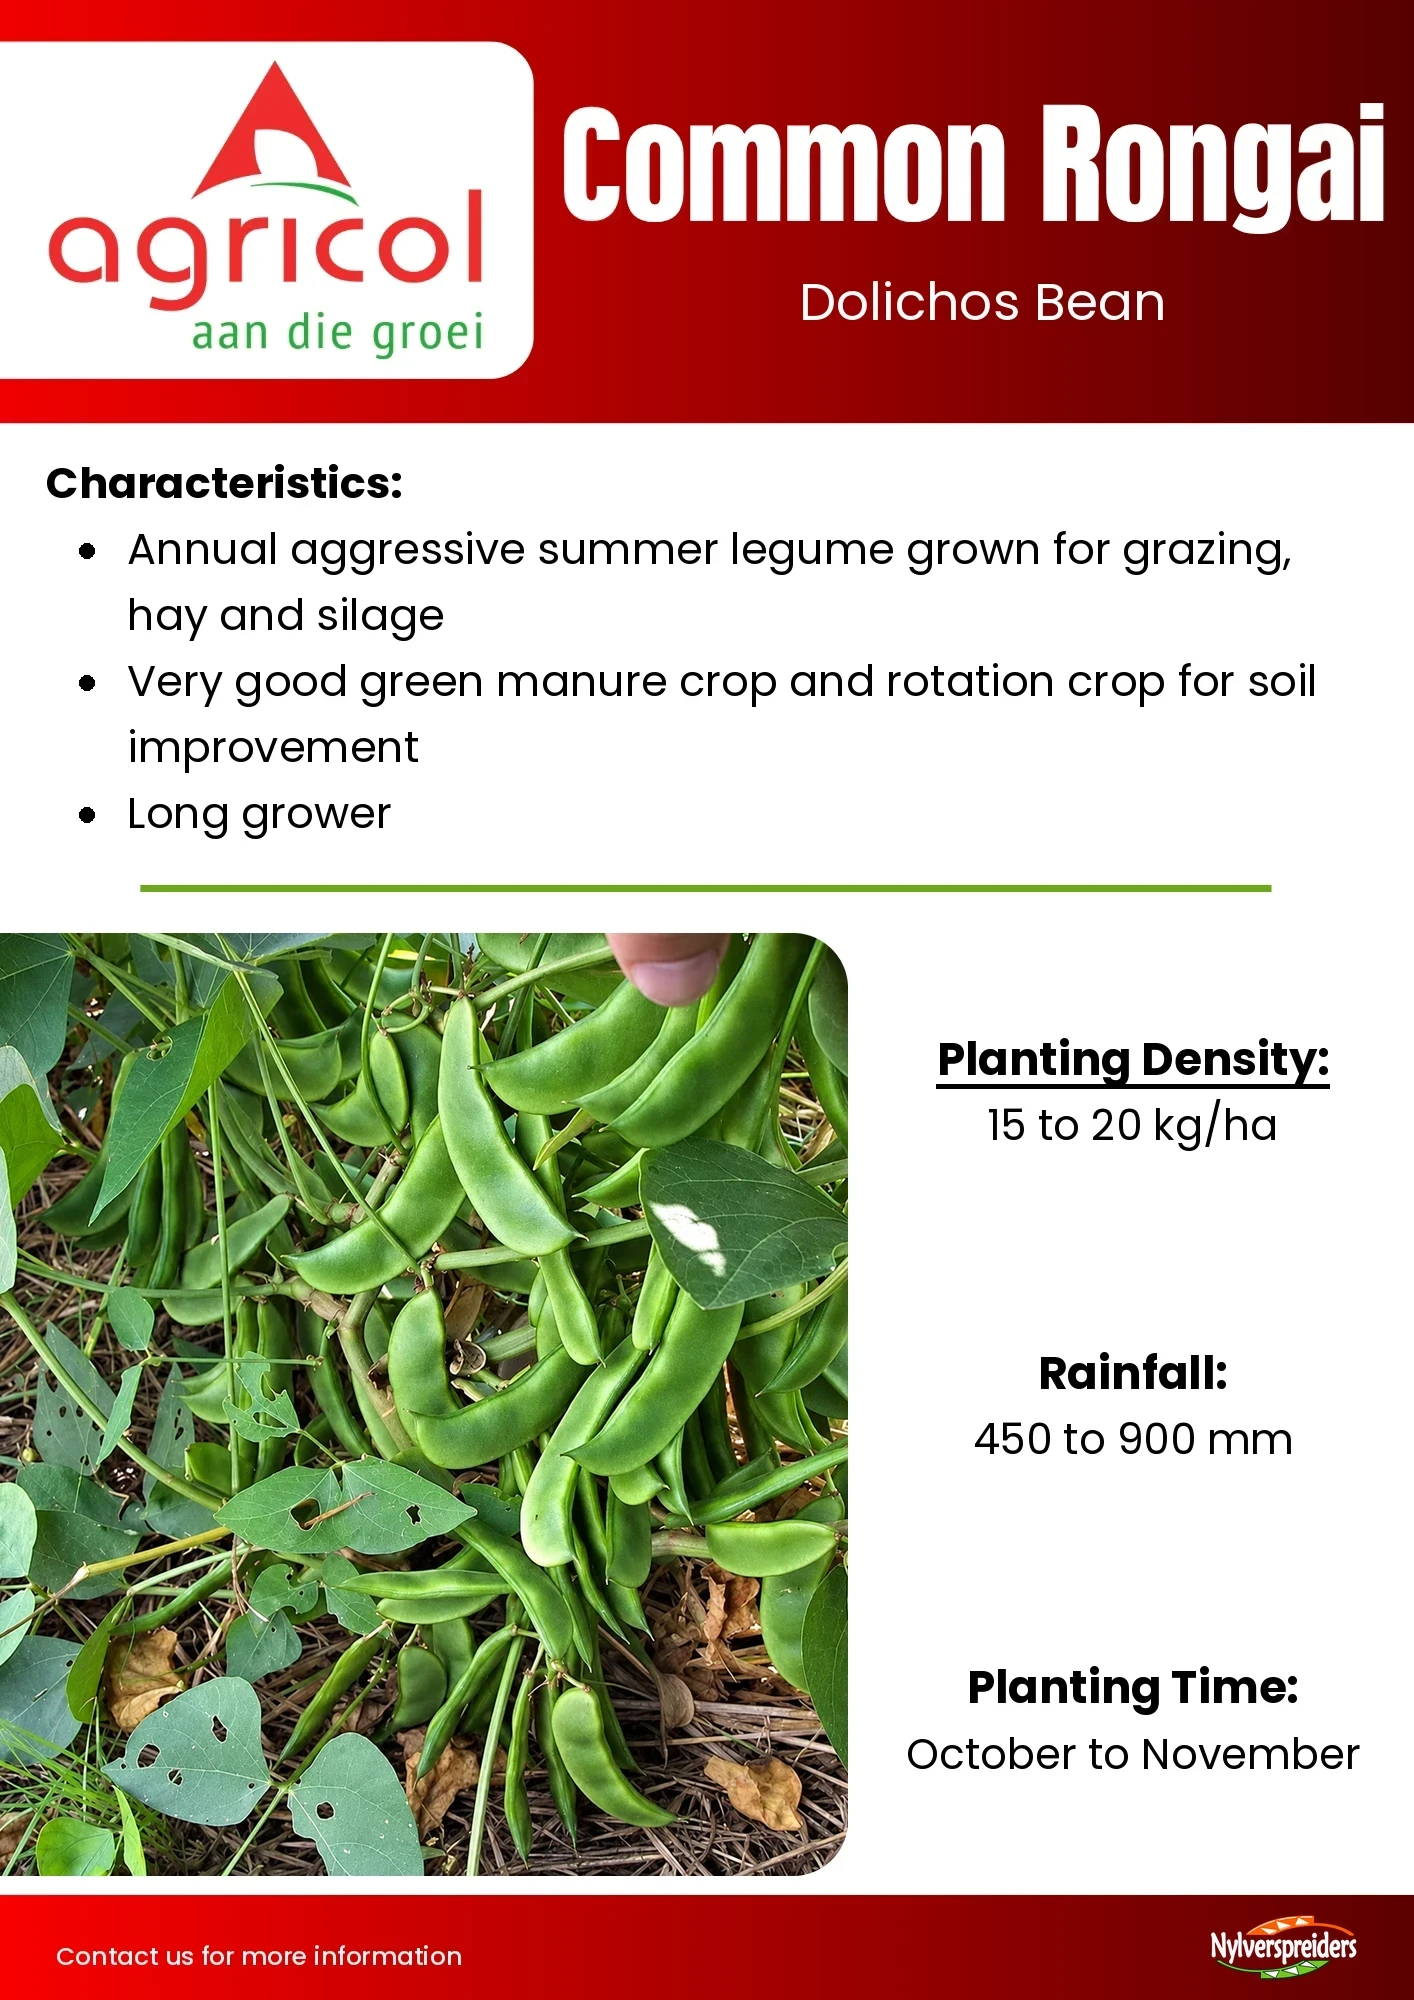 agricol
aan die groei
Common Rongai
Dolichos Bean
Characteristics:
• Annual aggressive summer legume grown for grazing,
hay and silage
• Very good green manure crop and rotation crop for soil
improvement
• Long grower
Planting Density:
15 to 20 kg/ha
Rainfall:
450 to 900 mm
Planting Time:
October to November
Contact us for more information
Nylverspreiders